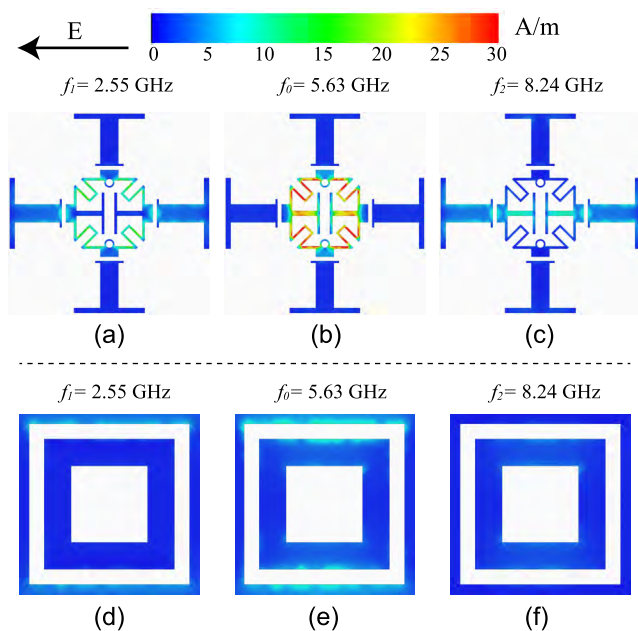 E
A/m
0 5 10 15 20 25 30
f1= 2.55 GHz f0= 5.63 GHz f2= 8.24 GHz
(a) (b) (c)
f1= 2.55 GHz f0= 5.63 GHz f2= 8.24 GHz
(d) (e) (f)